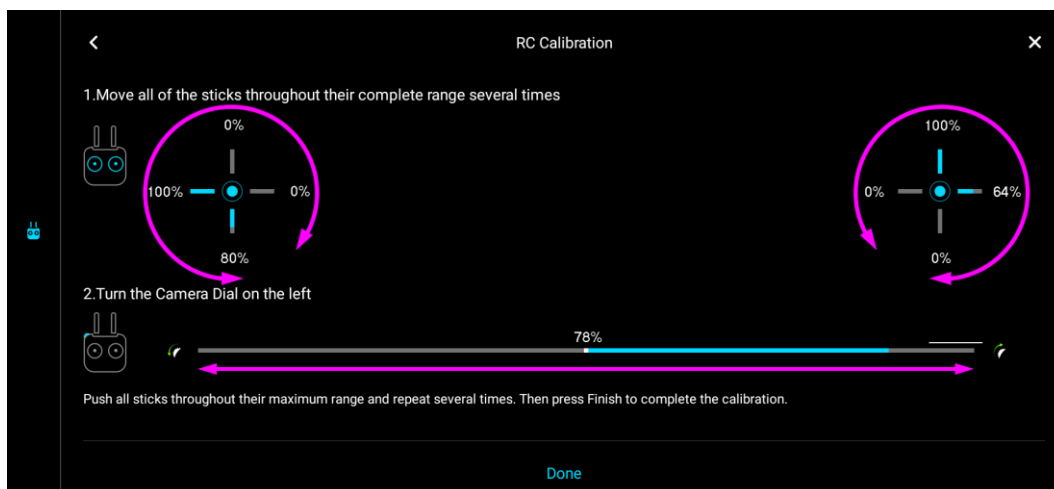 RC Calibration
1.Move all of the sticks throughout their complete range several times
0%
100%
0%
80%
100%
0%
64%
0%
2.Turn the Camera Dial on the left
78%
Push all sticks throughout their maximum range and repeat several times. Then press Finish to complete the calibration.
Done